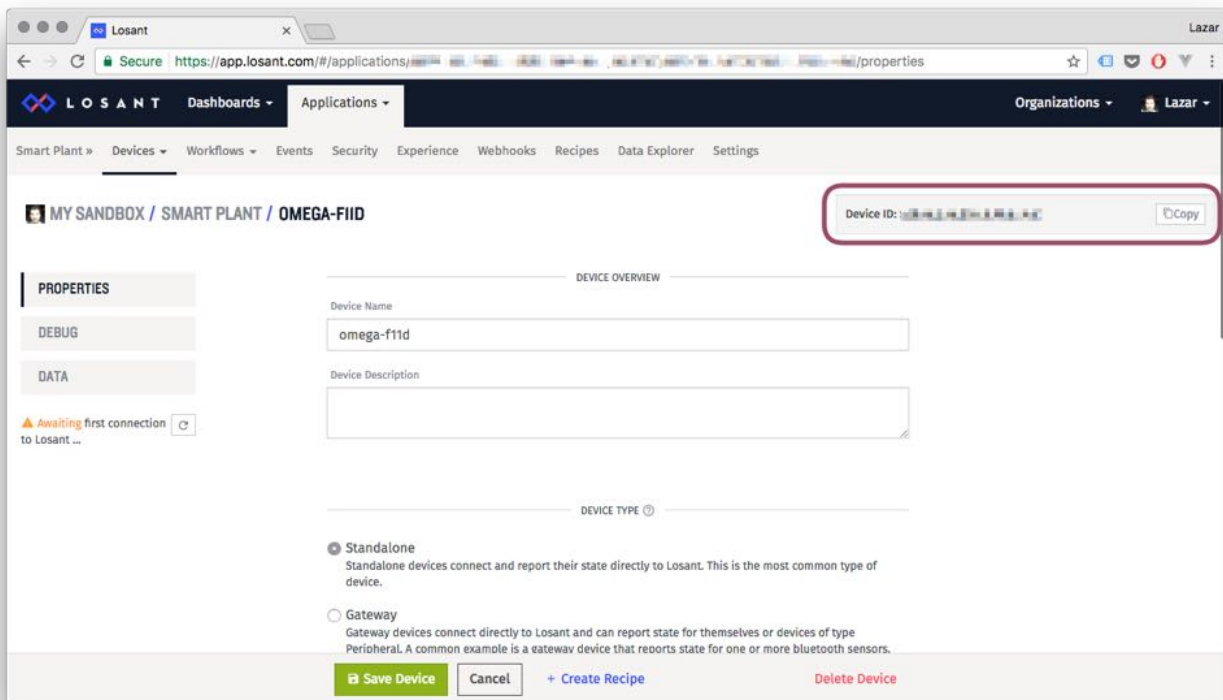 Losant
Lazar
Secure https://app.losant.com/#/applications/ /properties
LOSANT Dashboards Applications Organizations Lazar
Smart Plant » Devices Workflows Events Security Experience Webhooks Recipes Data Explorer Settings
MY SANDBOX / SMART PLANT / OMEGA-F11D
Device ID: Copy
PROPERTIES
DEBUG
DATA
Awaiting first connection
to Losant ...
DEVICE OVERVIEW
Device Name
omega-f11d
Device Description
DEVICE TYPE
Standalone
Standalone devices connect and report their state directly to Losant. This is the most common type of
device.
Gateway
Gateway devices connect directly to Losant and can report state for themselves or devices of type
Peripheral. A common example is a gateway device that reports state for one or more bluetooth sensors.
Save Device Cancel + Create Recipe Delete Device